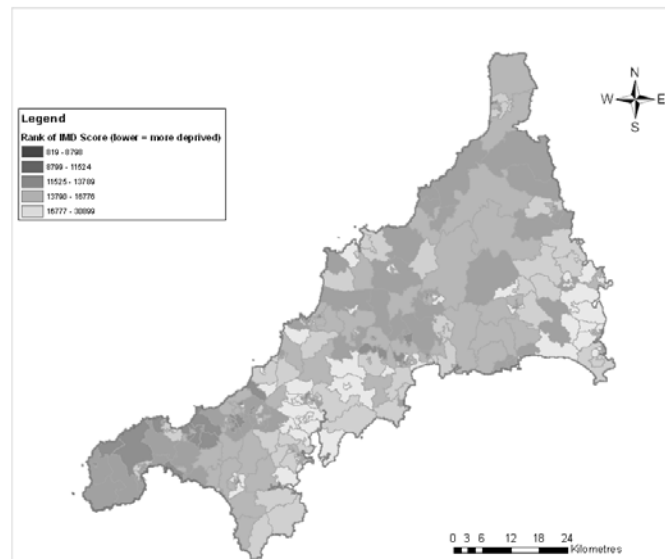 N
W E
S
Legend
Rank of IMD Score (lower = more deprived)
819 - 8798
8799 - 11524
11525 - 13789
13790 - 16776
16777 - 30899
0 3 6 12 18 24
Kilometres